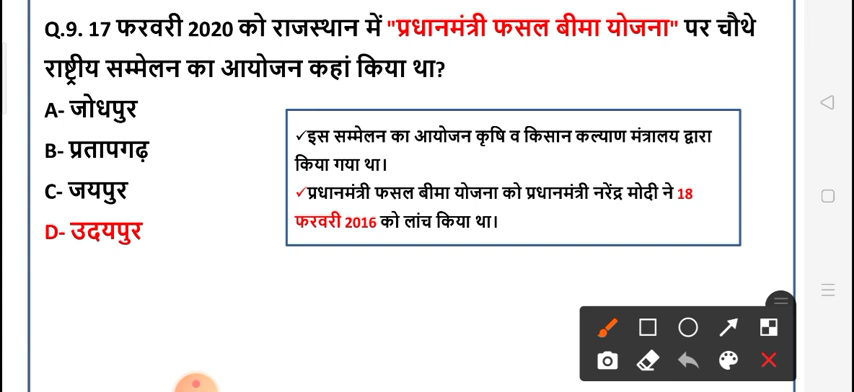 Q.9. 17 फरवरी 2020 को राजस्थान में "प्रधानमंत्री फसल बीमा योजना" पर चौथे
राष्ट्रीय सम्मेलन का आयोजन कहां किया था?
A- जोधपुर
B- प्रतापगढ़
C- जयपुर
D- उदयपुर
✓इस सम्मेलन का आयोजन कृषि व किसान कल्याण मंत्रालय द्वारा
किया गया था।
✓प्रधानमंत्री फसल बीमा योजना को प्रधानमंत्री नरेंद्र मोदी ने 18
फरवरी 2016 को लांच किया था।